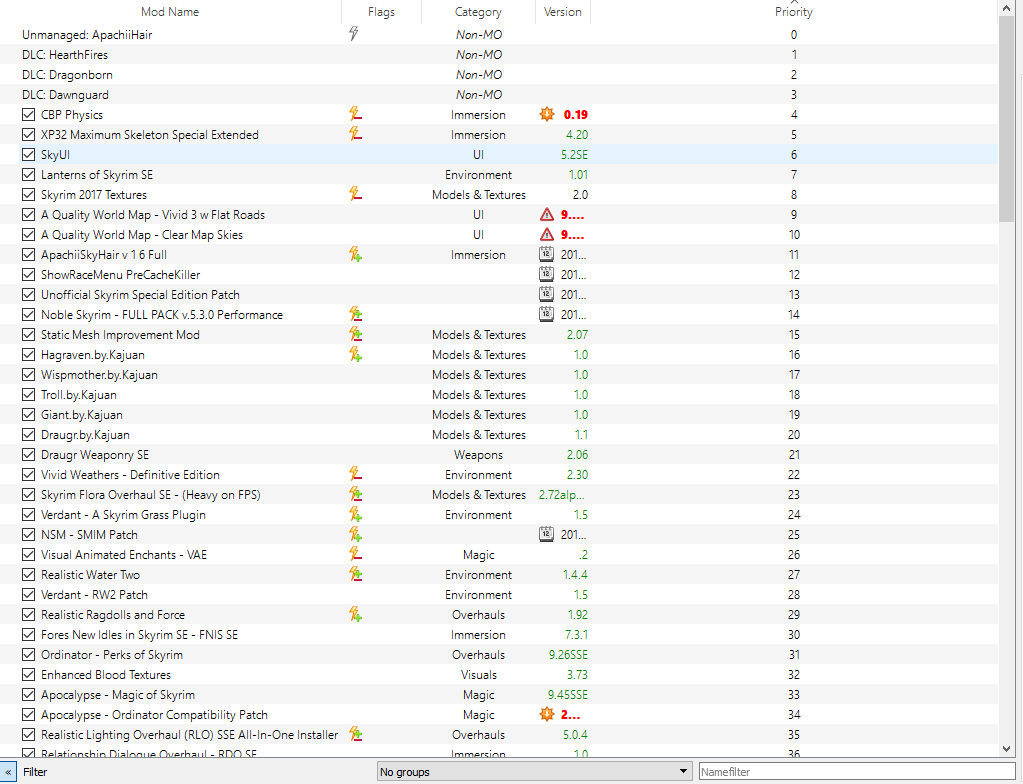 Mod Name Flags Category Version Priority
Unmanaged: ApachiiHair Non-MO 0
DLC: HearthFires Non-MO 1
DLC: Dragonborn Non-MO 2
DLC: Dawnguard Non-MO 3
CBP Physics Immersion 0.19 4
XP32 Maximum Skeleton Special Extended Immersion 4.20 5
SkyUI UI 5.2SE 6
Lanterns of Skyrim SE Environment 1.01 7
Skyrim 2017 Textures Models & Textures 2.0 8
A Quality World Map - Vivid 3 w Flat Roads UI 9.... 9
A Quality World Map - Clear Map Skies UI 9.... 10
ApachiiSkyHair v 1 6 Full Immersion 12 201... 11
ShowRaceMenu PreCacheKiller 12 201... 12
Unofficial Skyrim Special Edition Patch 12 201... 13
Noble Skyrim - FULL PACK v.5.3.0 Performance 12 201... 14
Static Mesh Improvement Mod Models & Textures 2.07 15
Hagraven.by.Kajuan Models & Textures 1.0 16
Wispmother.by.Kajuan Models & Textures 1.0 17
Troll.by.Kajuan Models & Textures 1.0 18
Giant.by.Kajuan Models & Textures 1.0 19
Draugr.by.Kajuan Models & Textures 1.1 20
Draugr Weaponry SE Weapons 2.06 21
Vivid Weathers - Definitive Edition Environment 2.30 22
Skyrim Flora Overhaul SE - (Heavy on FPS) Models & Textures 2.72alp... 23
Verdant - A Skyrim Grass Plugin Environment 1.5 24
NSM - SMIM Patch 12 201... 25
Visual Animated Enchants - VAE Magic .2 26
Realistic Water Two Environment 1.4.4 27
Verdant - RW2 Patch Environment 1.5 28
Realistic Ragdolls and Force Overhauls 1.92 29
Fores New Idles in Skyrim SE - FNIS SE Immersion 7.3.1 30
Ordinator - Perks of Skyrim Overhauls 9.26SSE 31
Enhanced Blood Textures Visuals 3.73 32
Apocalypse - Magic of Skyrim Magic 9.45SSE 33
Apocalypse - Ordinator Compatibility Patch Magic 2... 34
Realistic Lighting Overhaul (RLO) SSE All-In-One Installer Overhauls 5.0.4 35
Relationship Dialogue Overhaul - RDO SE Immersion 1.0 36
« Filter No groups Namefilter